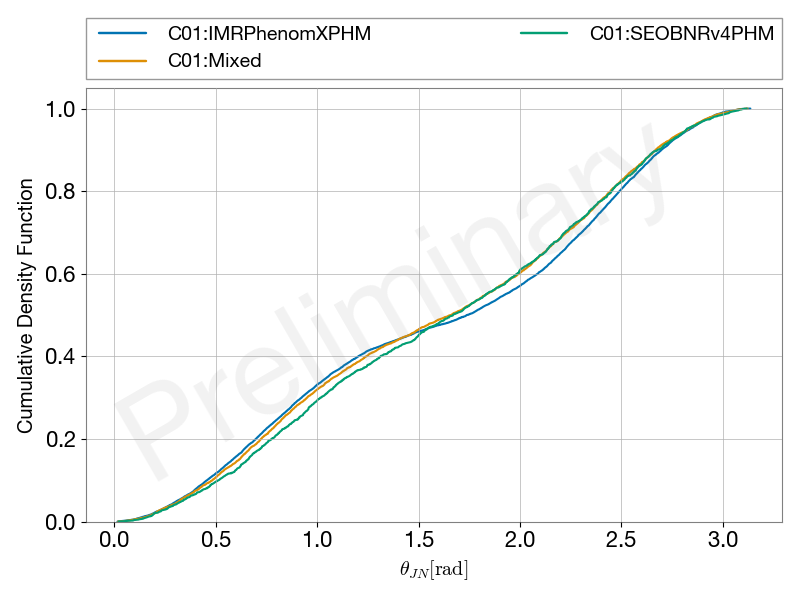 C01:IMRPhenomXPHM
C01:Mixed
C01:SEOBNRv4PHM
Preliminary
Cumulative Density Function
1.0
0.8
0.6
0.4
0.2
0.0
0.0 0.5 1.0 1.5 2.0 2.5 3.0
θ_JN[rad]